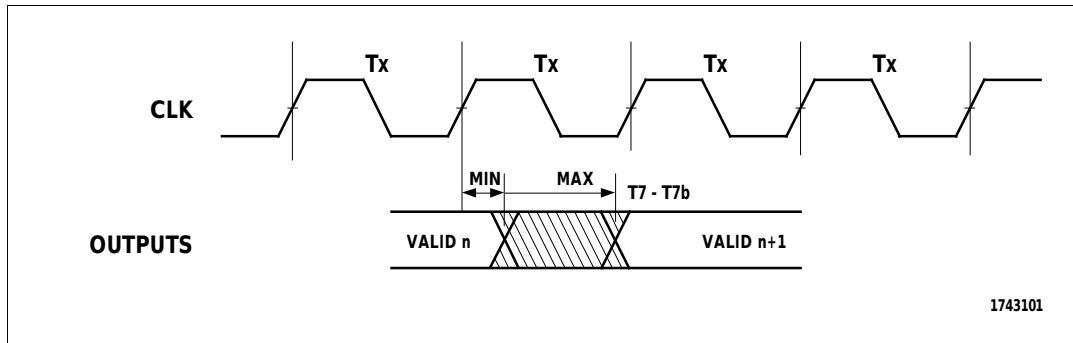 Tx Tx Tx Tx
CLK
MIN MAX T7 - T7b
OUTPUTS VALID n VALID n+1
1743101